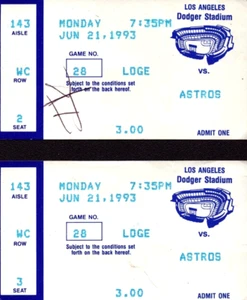 143 MONDAY 7:35PM LOS ANGELES
AISLE JUN 21,1993 Dodger Stadium
GAME NO.
WC 28 LOGE VS.
ROW Subject to the conditions set
forth on the back hereof. ASTROS
2
SEAT 3.00 ADMIT ONE
LOS ANGELES
143 MONDAY 7:35PM Dodger Stadium
AISLE JUN 21,1993
GAME NO.
WC 28 LOGE VS.
ROW Subject to the conditions set
forth on the back hereof. ASTROS
3
SEAT 3.00 ADMIT ONE